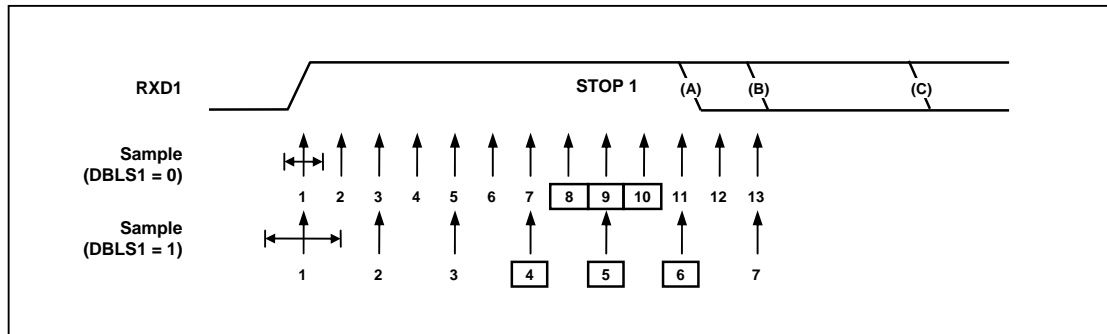 RXD1
STOP 1
(A)
(B)
(C)
Sample
(DBLS1 = 0)
1 2 3 4 5 6 7 8 9 10 11 12 13
Sample
(DBLS1 = 1)
1 2 3 4 5 6 7